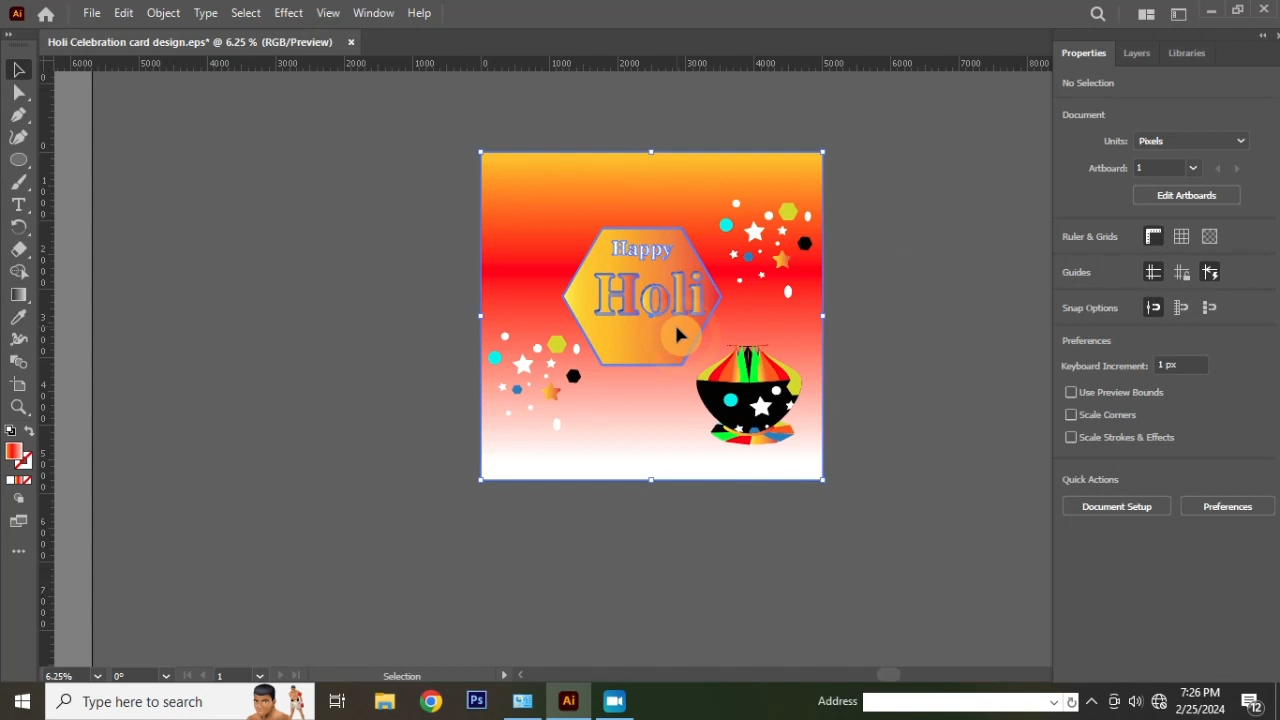 Ai File Edit Object Type Select Effect View Window Help
Holi Celebration card design.eps* @ 6.25 % (RGB/Preview) ×
6000 5000 4000 3000 2000 1000 0 1000 2000 3000 4000 5000 6000 7000 8000
Happy
Holi
Properties Layers Libraries
No Selection
Document
Units: Pixels
Artboard: 1
Edit Artboards
Ruler & Grids
Guides
Snap Options
Preferences
Keyboard Increment: 1 px
Use Preview Bounds
Scale Corners
Scale Strokes & Effects
Quick Actions
Document Setup Preferences
6.25% 0° 1 Selection
Type here to search
Ps Ai
Address
7:26 PM
2/25/2024
12